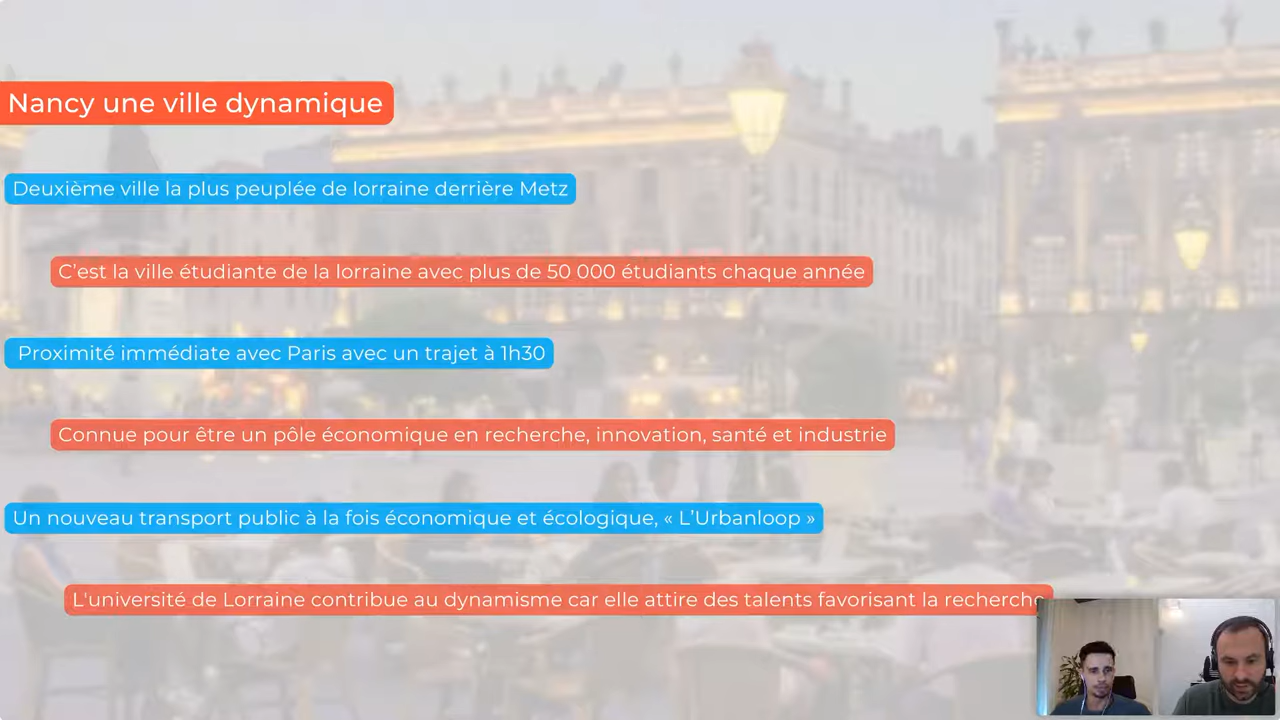 Nancy une ville dynamique
Deuxième ville la plus peuplée de lorraine derrière Metz
C'est la ville étudiante de la lorraine avec plus de 50 000 étudiants chaque année
Proximité immédiate avec Paris avec un trajet à 1h30
Connue pour être un pôle économique en recherche, innovation, santé et industrie
Un nouveau transport public à la fois économique et écologique, « L'Urbanloop »
L'université de Lorraine contribue au dynamisme car elle attire des talents favorisant la recherche